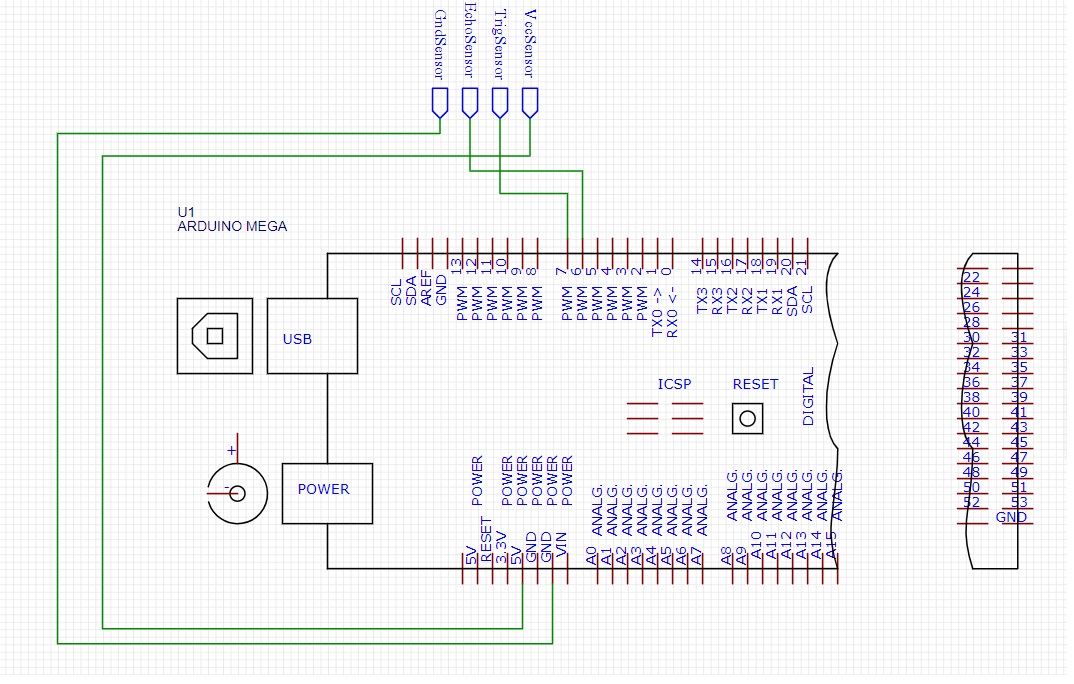 GndSensor
EchoSensor
TrigSensor
VccSensor
U1
ARDUINO MEGA
SCL
SDA
AREF
GND
13 PWM
12 PWM
11 PWM
10 PWM
9 PWM
8 PWM
7 PWM
6 PWM
5 PWM
4 PWM
3 PWM
2 PWM
1 TX0 ->
0 RX0 <-
14 TX3
15 RX3
16 TX2
17 RX2
18 TX1
19 RX1
20 SDA
21 SCL
USB
ICSP
RESET
DIGITAL
+
-
POWER
5V POWER
RESET
3.3V POWER
5V POWER
GND POWER
GND POWER
VIN POWER
A0 ANALG.
A1 ANALG.
A2 ANALG.
A3 ANALG.
A4 ANALG.
A5 ANALG.
A6 ANALG.
A7 ANALG.
A8 ANALG.
A9 ANALG.
A10 ANALG.
A11 ANALG.
A12 ANALG.
A13 ANALG.
A14 ANALG.
A15 ANALG.
22
24
26
28
30 31
32 33
34 35
36 37
38 39
40 41
42 43
44 45
46 47
48 49
50 51
52 53
GND